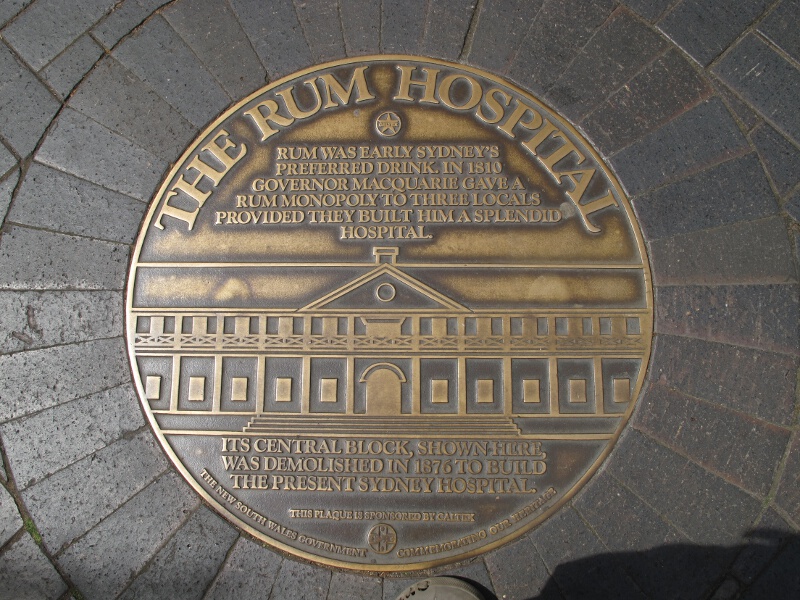 THE RUM HOSPITAL
RUM WAS EARLY SYDNEY'S
PREFERRED DRINK. IN 1810
GOVERNOR MACQUARIE GAVE A
RUM MONOPOLY TO THREE LOCALS
PROVIDED THEY BUILT HIM A SPLENDID
HOSPITAL.
ITS CENTRAL BLOCK, SHOWN HERE,
WAS DEMOLISHED IN 1876 TO BUILD
THE PRESENT SYDNEY HOSPITAL.
THIS PLAQUE IS SPONSORED BY CALTEX
THE NEW SOUTH WALES GOVERNMENT COMMEMORATING OUR HERITAGE